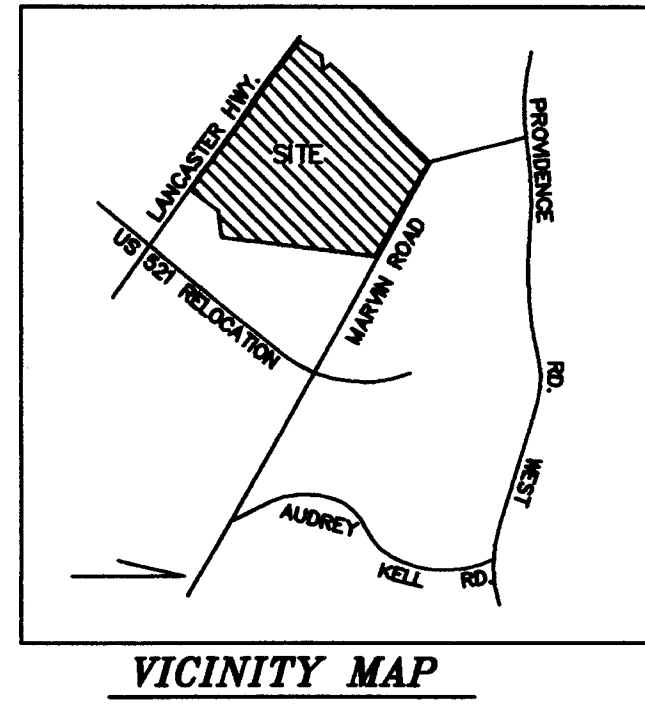 LANCASTER HWY.
SITE
PROVIDENCE
RD.
WEST
US 521 RELOCATION
MARVIN ROAD
AUDREY
KELL
RD.
VICINITY MAP